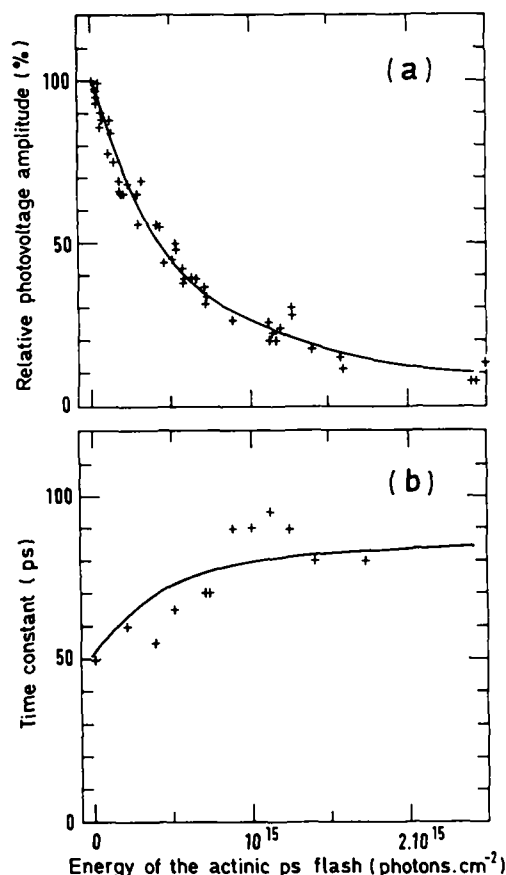 (a)
Relative photovoltage amplitude (%)
100
50
0
(b)
Time constant (ps)
100
50
0
0
10 15
2.10 15
Energy of the actinic ps flash (photons.cm-2)